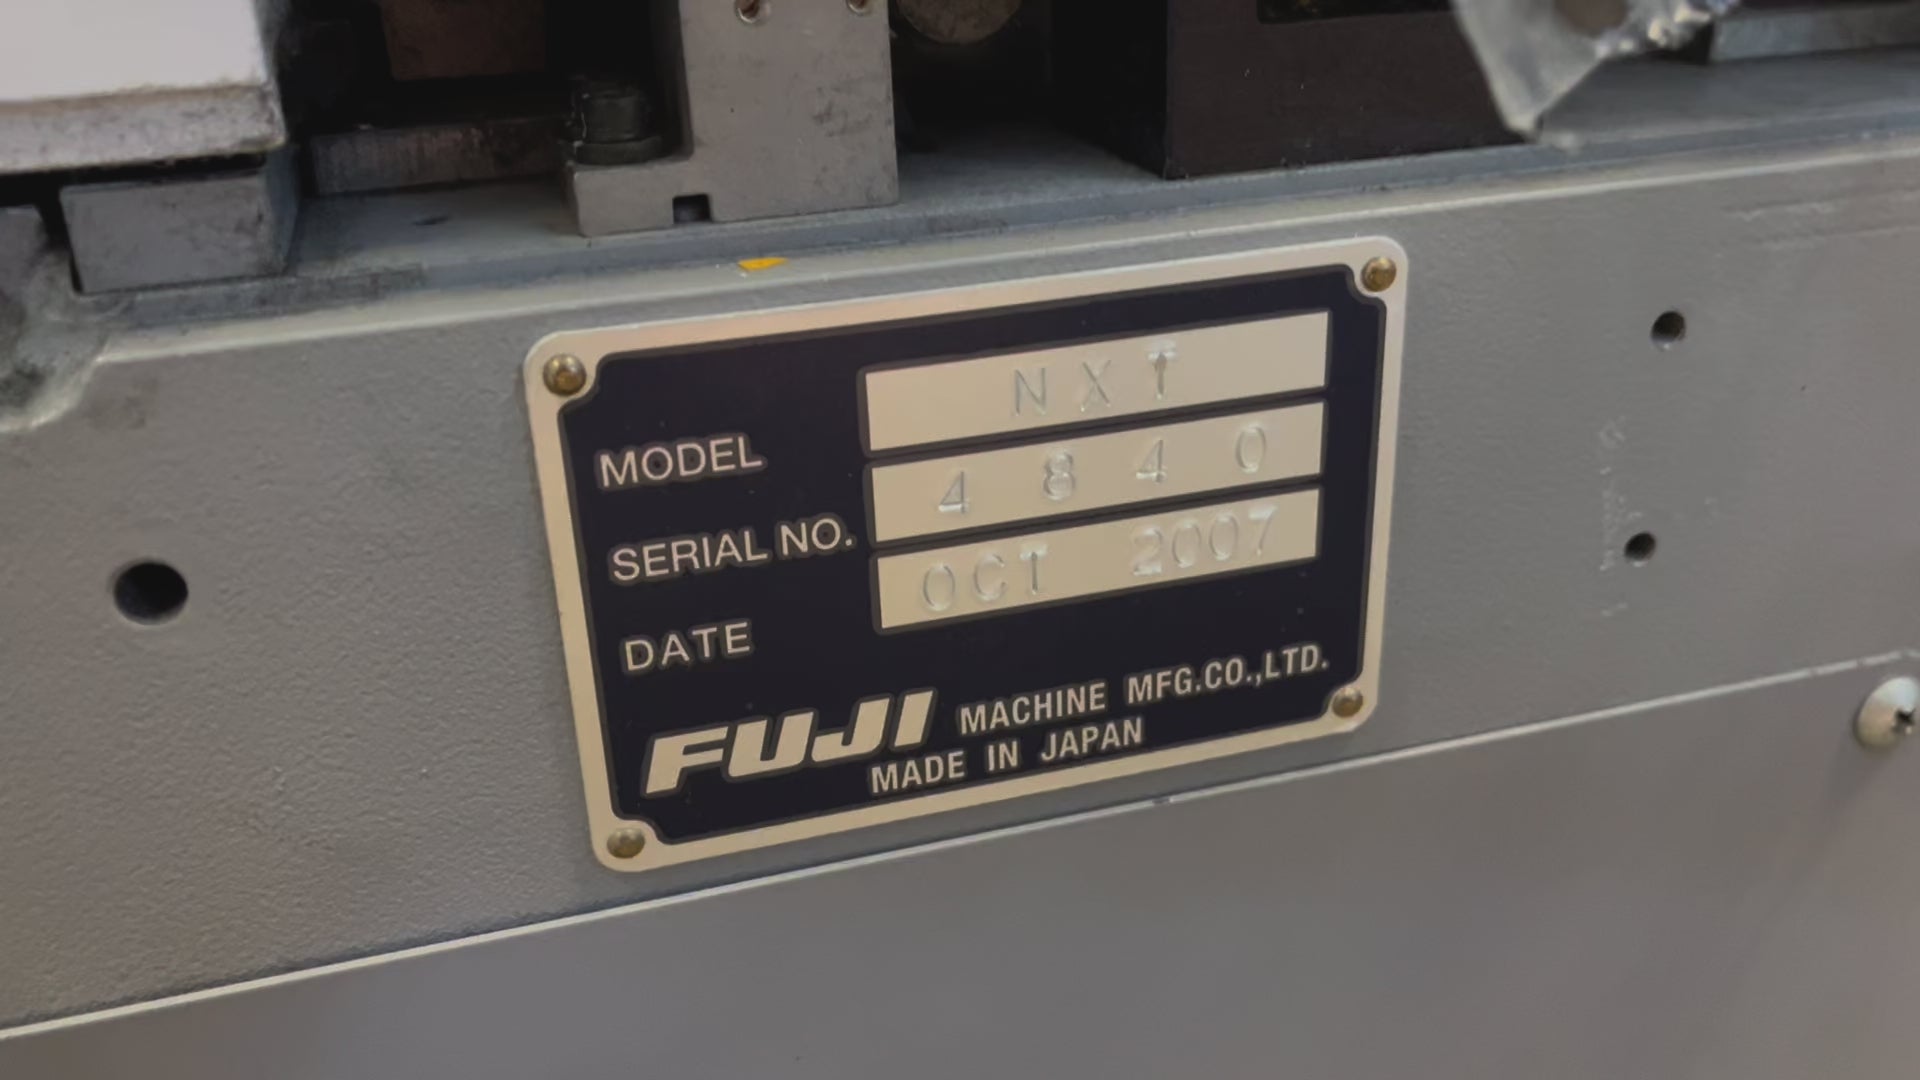 MODEL NXT
SERIAL NO. 4840
DATE OCT 2007
FUJI MACHINE MFG.CO.,LTD.
MADE IN JAPAN